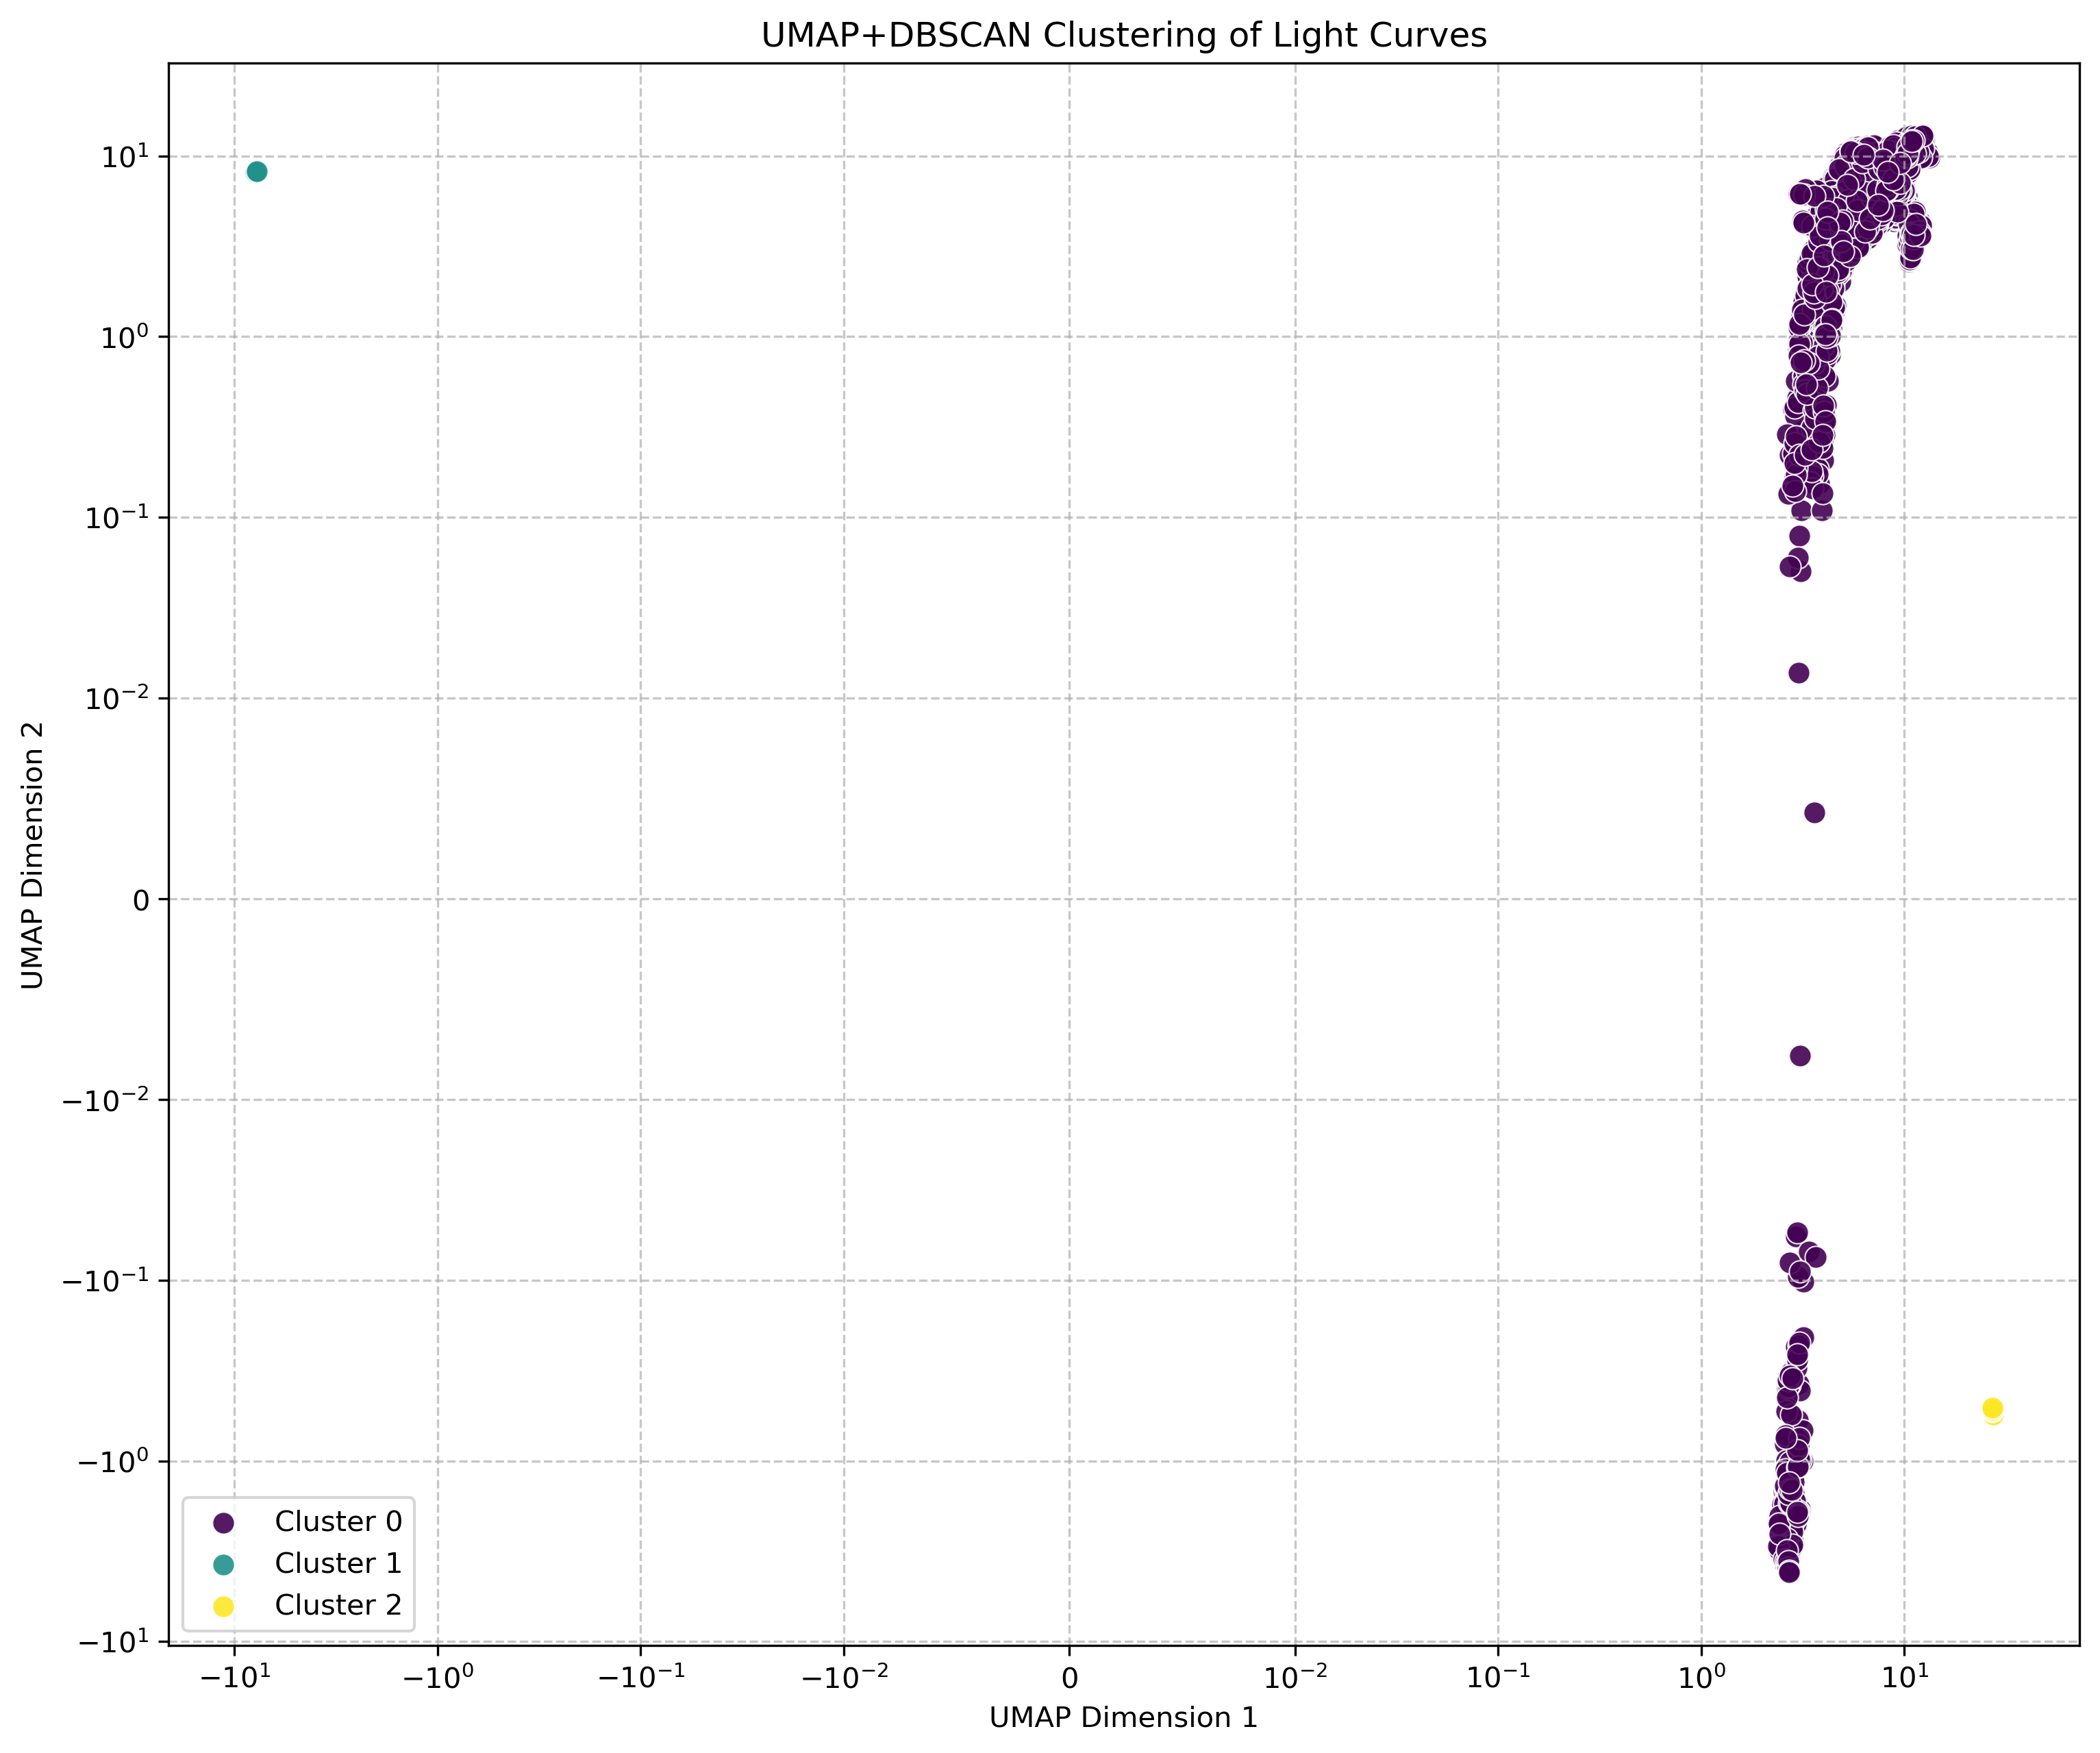 UMAP+DBSCAN Clustering of Light Curves
UMAP Dimension 2
10¹
10⁰
10⁻¹
10⁻²
0
−10⁻²
−10⁻¹
−10⁰
−10¹
Cluster 0
Cluster 1
Cluster 2
−10¹ −10⁰ −10⁻¹ −10⁻² 0 10⁻² 10⁻¹ 10⁰ 10¹
UMAP Dimension 1